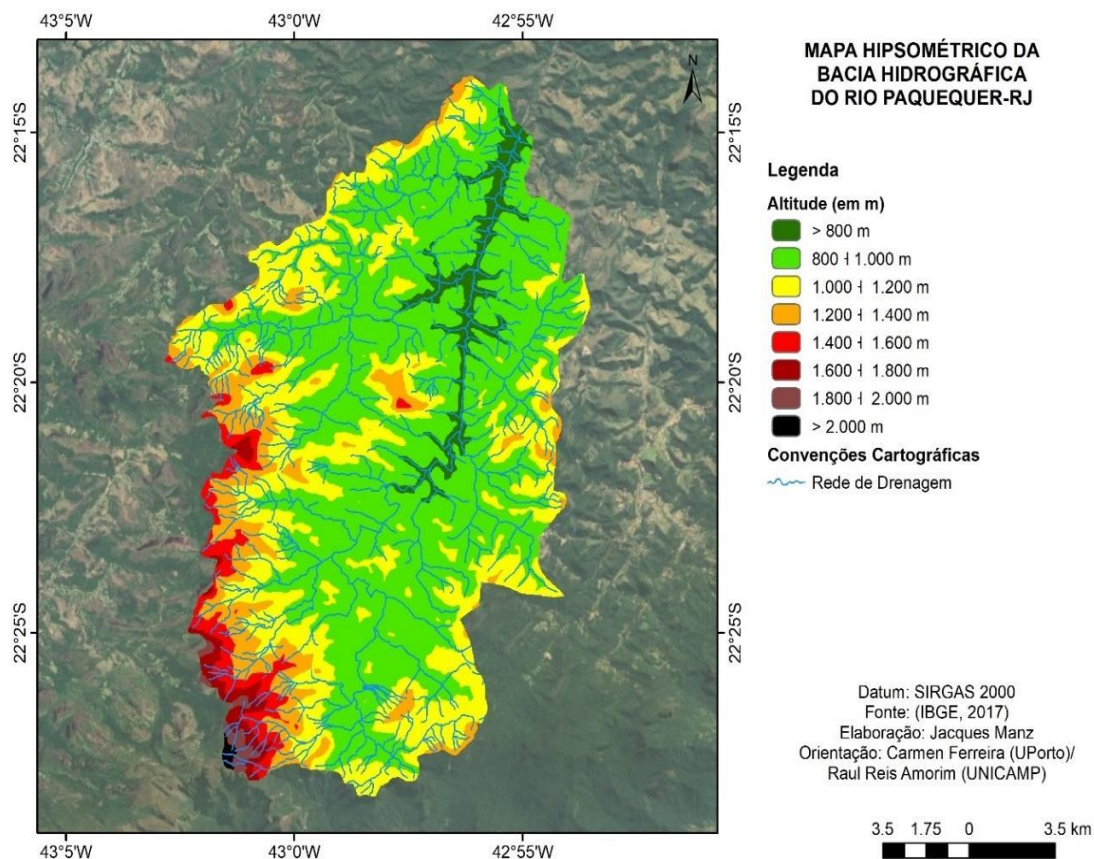 43°5'W 43°0'W 42°55'W
MAPA HIPSOMÉTRICO DA
BACIA HIDROGRÁFICA
DO RIO PAQUEQUER-RJ
N
22°15'S 22°15'S
Legenda
Altitude (em m)
> 800 m
800 ┤ 1.000 m
1.000 ┤ 1.200 m
1.200 ┤ 1.400 m
1.400 ┤ 1.600 m
1.600 ┤ 1.800 m
1.800 ┤ 2.000 m
> 2.000 m
Convenções Cartográficas
Rede de Drenagem
22°20'S 22°20'S
22°25'S 22°25'S
Datum: SIRGAS 2000
Fonte: (IBGE, 2017)
Elaboração: Jacques Manz
Orientação: Carmen Ferreira (UPorto)/
Raul Reis Amorim (UNICAMP)
3.5 1.75 0 3.5 km
43°5'W 43°0'W 42°55'W